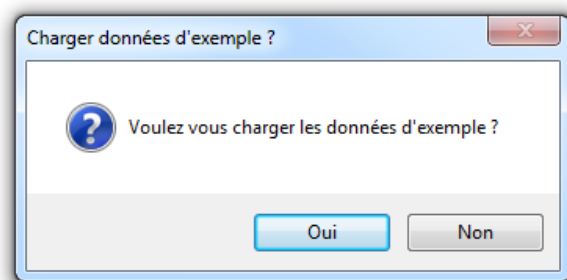 Charger données d'exemple ?
Voulez vous charger les données d'exemple ?
Oui Non